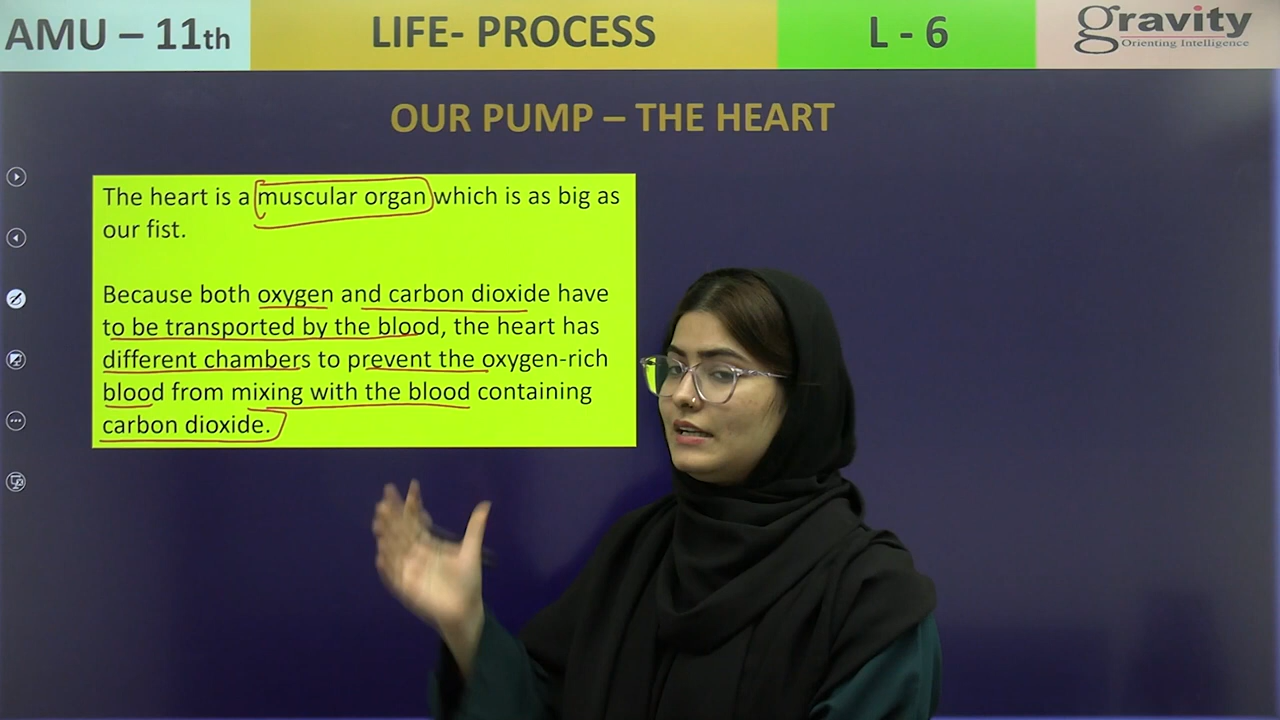 AMU – 11th
LIFE- PROCESS
L - 6
gravity
Orienting Intelligence
OUR PUMP – THE HEART
The heart is a muscular organ which is as big as
our fist.
Because both oxygen and carbon dioxide have
to be transported by the blood, the heart has
different chambers to prevent the oxygen-rich
blood from mixing with the blood containing
carbon dioxide.